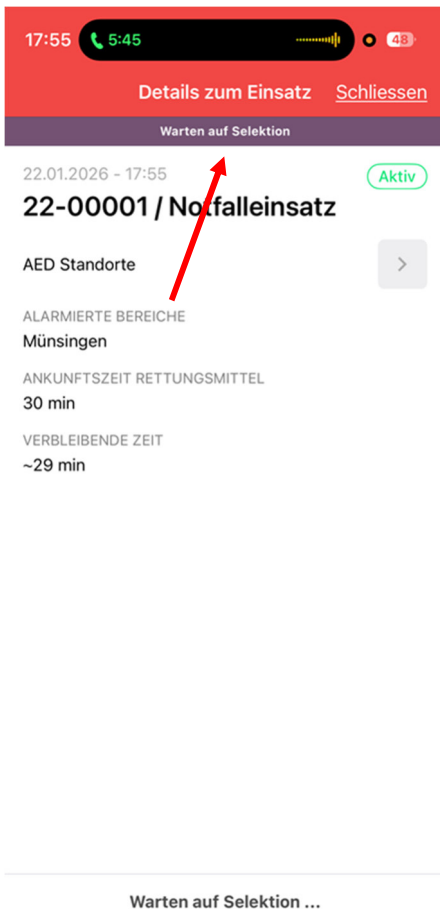 17:55 5:45 48
Details zum Einsatz Schliessen
Warten auf Selektion
22.01.2026 - 17:55 Aktiv
22-00001 / Notfalleinsatz
AED Standorte
ALARMIERTE BEREICHE
Münsingen
ANKUNFTSZEIT RETTUNGSMITTEL
30 min
VERBLEIBENDE ZEIT
~29 min
Warten auf Selektion ...